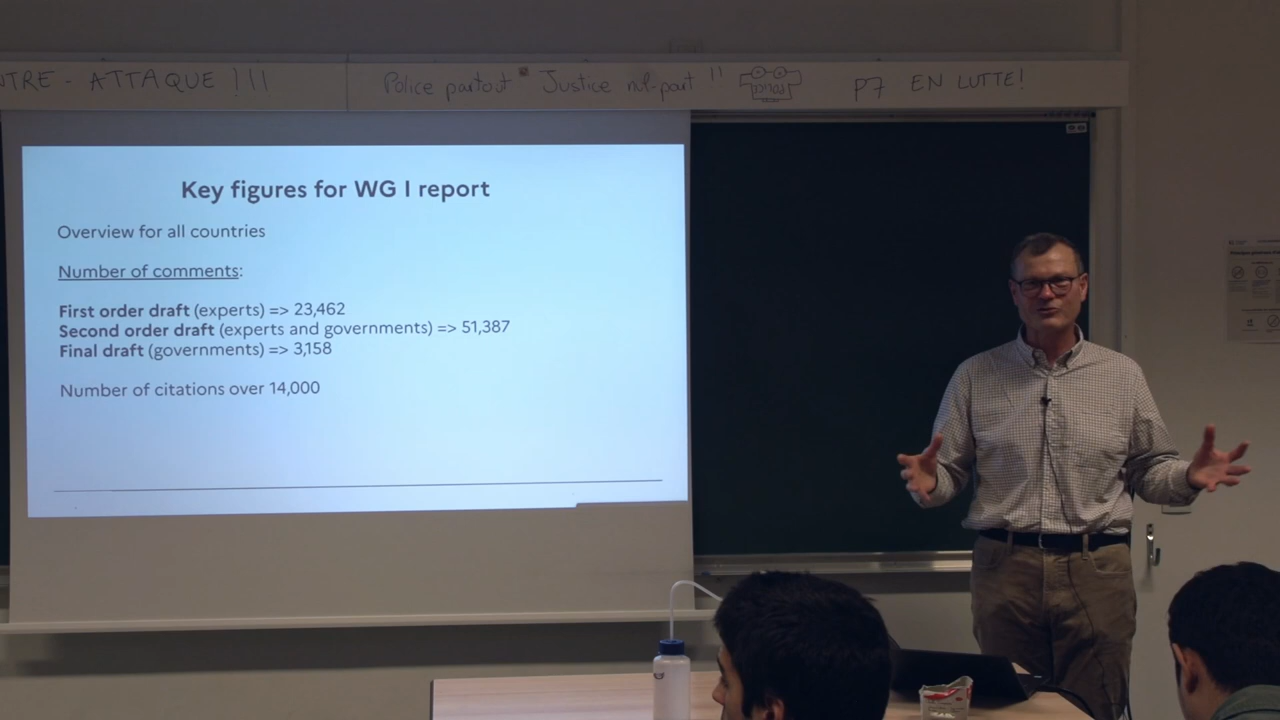 NTRE - ATTAQUE !!!
Police partout " Justice nul-part "
P7 EN LUTTE!
Key figures for WG I report
Overview for all countries
Number of comments:
First order draft (experts) => 23,462
Second order draft (experts and governments) => 51,387
Final draft (governments) => 3,158
Number of citations over 14,000